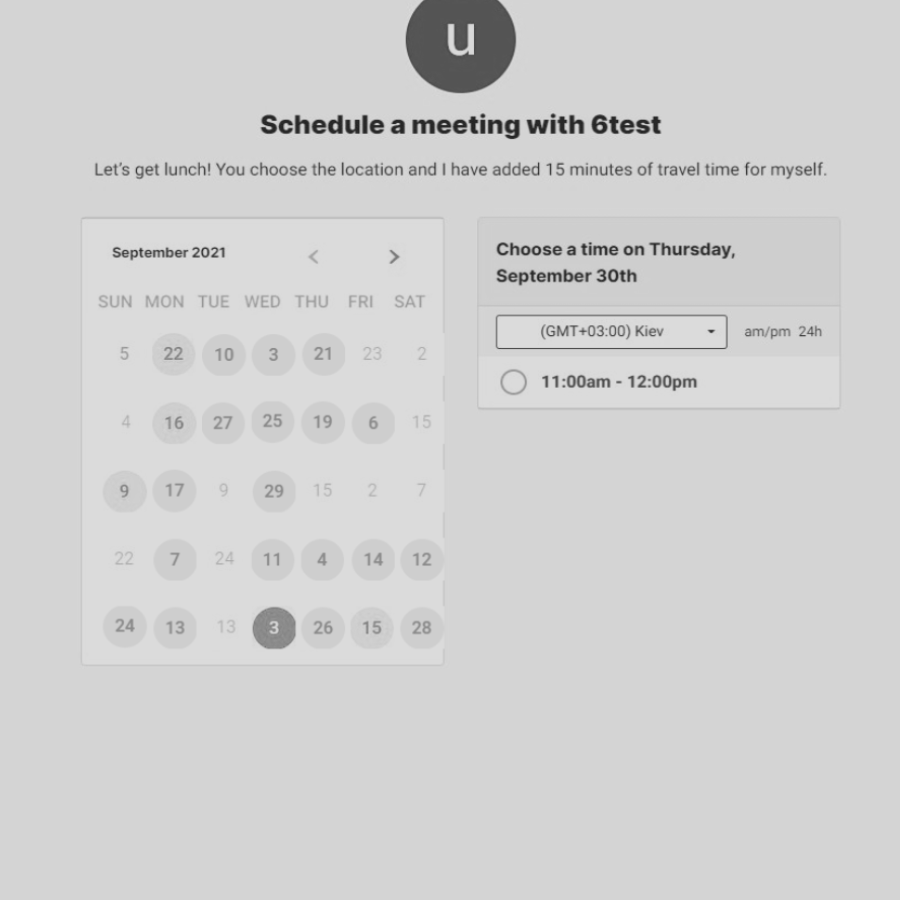 u
Schedule a meeting with 6test
Let's get lunch! You choose the location and I have added 15 minutes of travel time for myself.
September 2021 < >
SUN MON TUE WED THU FRI SAT
5 22 10 3 21 23 2
4 16 27 25 19 6 15
9 17 9 29 15 2 7
22 7 24 11 4 14 12
24 13 13 3 26 15 28
Choose a time on Thursday,
September 30th
(GMT+03:00) Kiev am/pm 24h
11:00am - 12:00pm